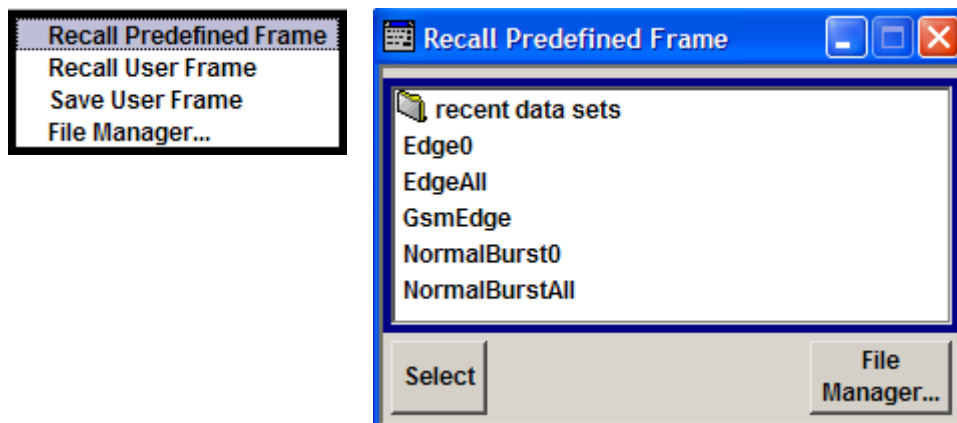 Recall Predefined Frame
Recall User Frame
Save User Frame
File Manager...
Recall Predefined Frame
recent data sets
Edge0
EdgeAll
GsmEdge
NormalBurst0
NormalBurstAll
Select
File
Manager...